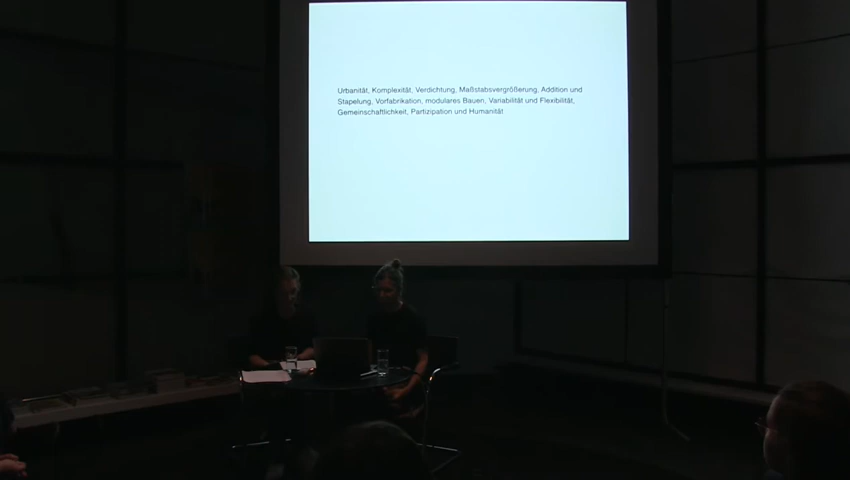 Urbanität, Komplexität, Verdichtung, Maßstabsvergrößerung, Addition und
Stapelung, Vorfabrikation, modulares Bauen, Variabilität und Flexibilität,
Gemeinschaftlichkeit, Partizipation und Humanität